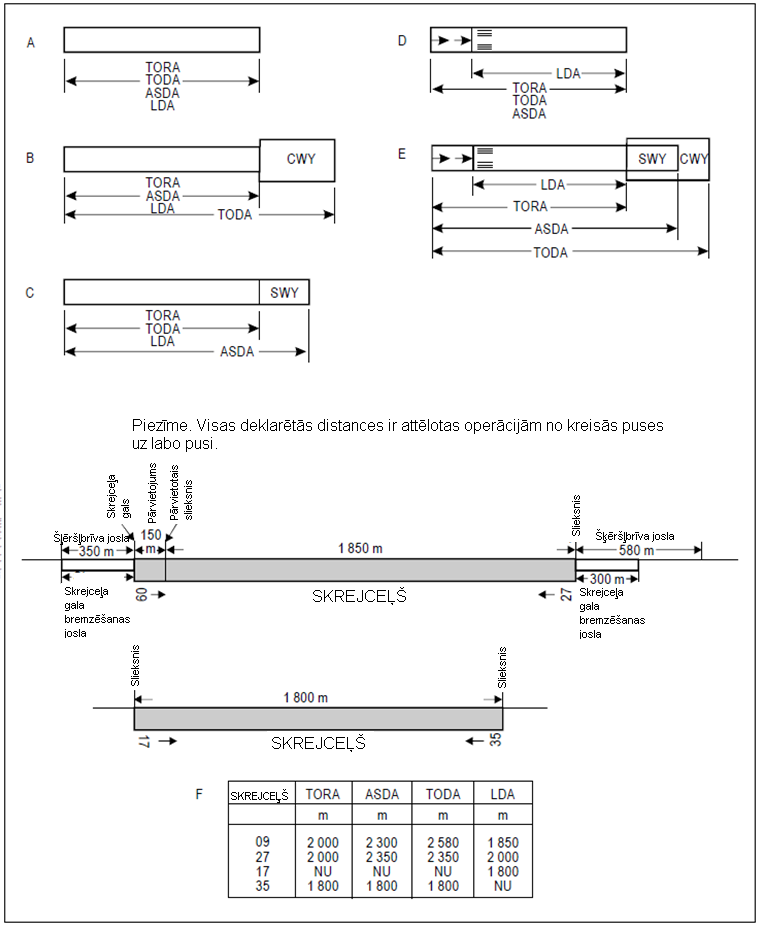 A
TORA
TODA
ASDA
LDA
B
CWY
TORA
ASDA
LDA
TODA
C
SWY
TORA
TODA
LDA
ASDA
D
LDA
TORA
TODA
ASDA
E
SWY
CWY
LDA
TORA
ASDA
TODA
Piezīme. Visas deklarētās distances ir attēlotas operācijām no kreisās puses
uz labo pusi.
Skrejceļa
gals
Pārvietojums
Pārvietotais
slieksnis
Slieksnis
Šļēršļbrīva josla
350 m
150
m
1 850 m
Šķēršļbrīva josla
580 m
300 m
Skrejceļa
gala
bremzēšanas
josla
09
SKREJCEĻŠ
27
Skrejceļa
gala
bremzēšanas
josla
Slieksnis
Slieksnis
1 800 m
17
SKREJCEĻŠ
35
F
SKREJCEĻŠ TORA ASDA TODA LDA
m m m m
09 2 000 2 300 2 580 1 850
27 2 000 2 350 2 350 2 000
17 NU NU NU 1 800
35 1 800 1 800 1 800 NU